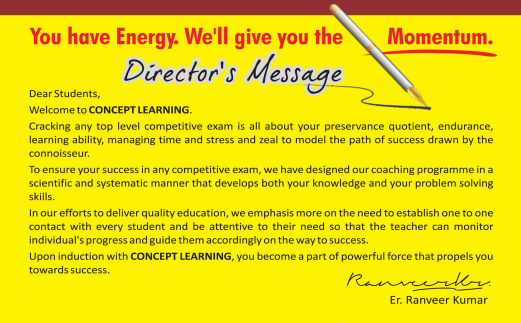 You have Energy. We'll give you the Momentum.
Director's Message
Dear Students,
Welcome to CONCEPT LEARNING.
Cracking any top level competitive exam is all about your preservance quotient, endurance,
learning ability, managing time and stress and zeal to model the path of success drawn by the
connoisseur.
To ensure your success in any competitive exam, we have designed our coaching programme in a
scientific and systematic manner that develops both your knowledge and your problem solving
skills.
In our efforts to deliver quality education, we emphasis more on the need to establish one to one
contact with every student and be attentive to their need so that the teacher can monitor
individual's progress and guide them accordingly on the way to success.
Upon induction with CONCEPT LEARNING, you become a part of powerful force that propels you
towards success.
Ranveer Kr.
Er. Ranveer Kumar